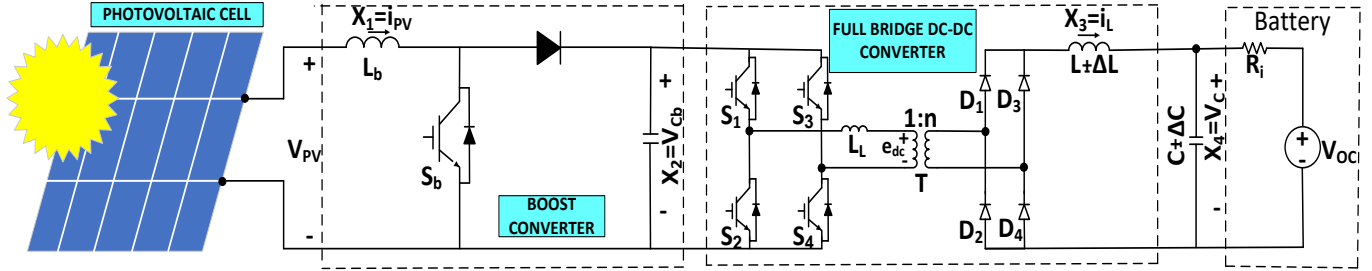 PHOTOVOLTAIC CELL
X₁=iPV
Lb
+
VPV
-
Sb
BOOST
CONVERTER
+
X₂=VCb
-
FULL BRIDGE DC-DC
CONVERTER
S₁
S₃
S₂
S₄
LL
1:n
edc
+
-
T
D₁
D₃
D₂
D₄
X₃=iL
L±ΔL
C±ΔC
X₄=VC
+
-
Battery
Ri
+
-
VOC